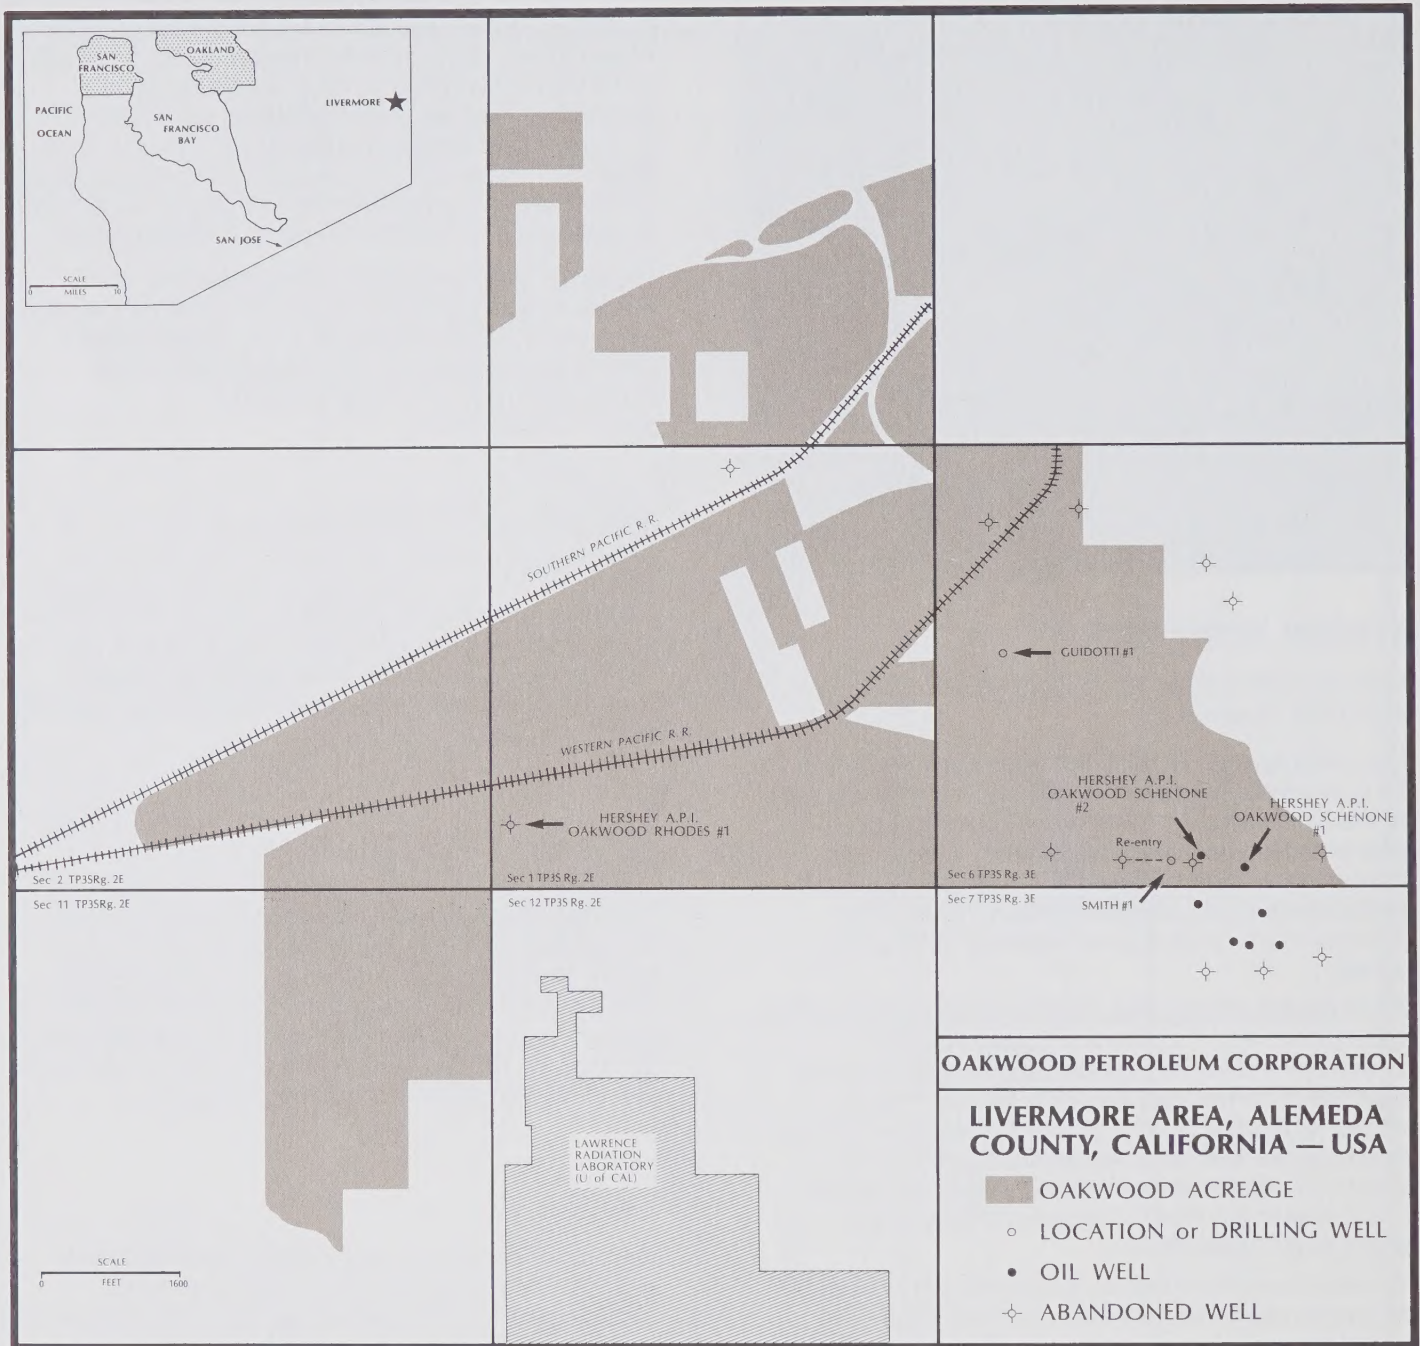 SAN
FRANCISCO
OAKLAND
PACIFIC
OCEAN
SAN
FRANCISCO
BAY
LIVERMORE
SAN JOSE
SCALE
0 MILES 10
SOUTHERN PACIFIC R. R.
WESTERN PACIFIC R. R.
GUIDOTTI #1
HERSHEY A.P.I.
OAKWOOD SCHENONE
#2
HERSHEY A.P.I.
OAKWOOD SCHENONE
#1
HERSHEY A.P.I.
OAKWOOD RHODES #1
Re-entry
SMITH #1
Sec 2 TP3SRg. 2E
Sec 1 TP3S Rg. 2E
Sec 6 TP3S Rg. 3E
Sec 11 TP3SRg. 2E
Sec 12 TP3S Rg. 2E
Sec 7 TP3S Rg. 3E
LAWRENCE
RADIATION
LABORATORY
(U of CAL)
SCALE
0 FEET 1600
OAKWOOD PETROLEUM CORPORATION
LIVERMORE AREA, ALEMEDA
COUNTY, CALIFORNIA — USA
OAKWOOD ACREAGE
LOCATION or DRILLING WELL
OIL WELL
ABANDONED WELL